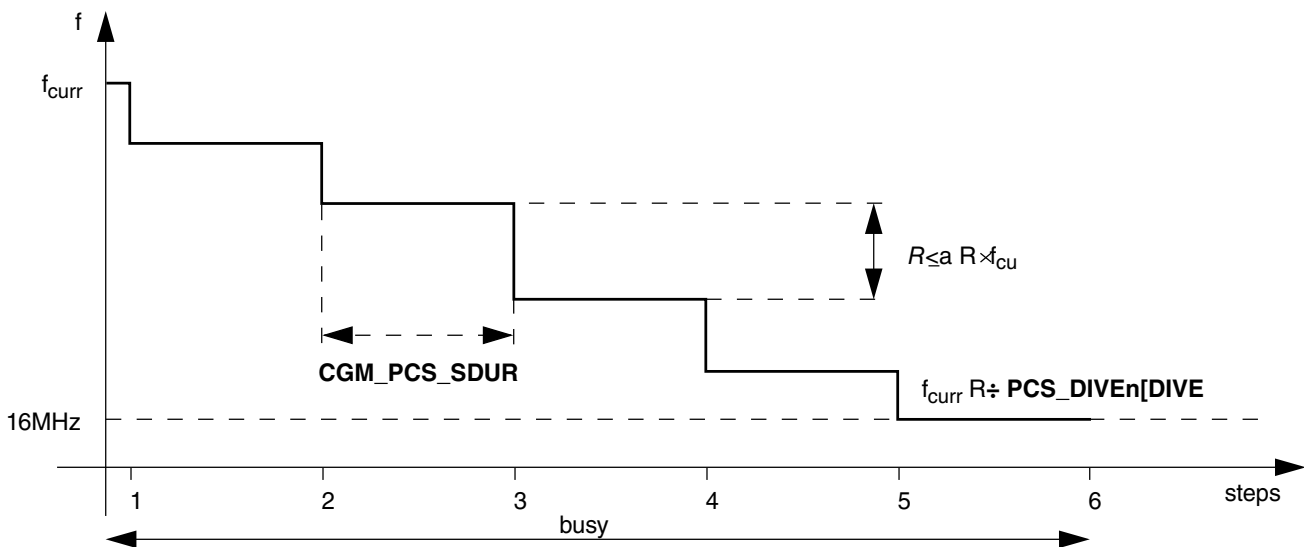 f
fcurr
R≤a R×fcu
CGM_PCS_SDUR
fcurr R÷ PCS_DIVEn[DIVE
16MHz
1 2 3 4 5 6
steps
busy